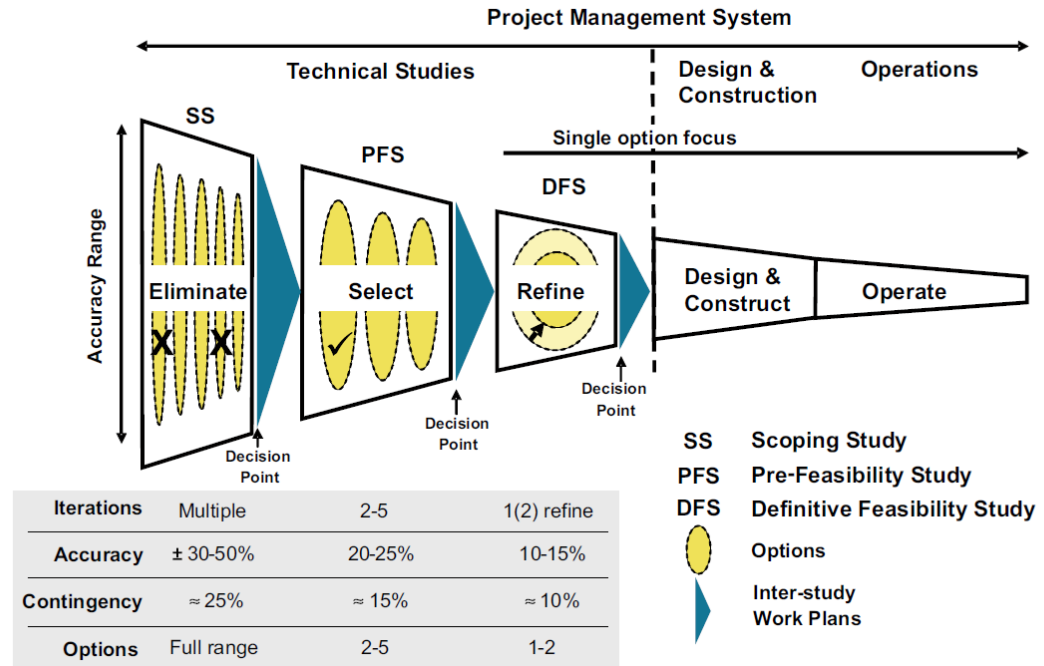 Project Management System
Technical Studies
Design &
Construction
Operations
Single option focus
SS
PFS
DFS
Accuracy Range
Eliminate
X X
Select
✓
Refine
Design &
Construct
Operate
Decision
Point
Decision
Point
Decision
Point
SS Scoping Study
PFS Pre-Feasibility Study
DFS Definitive Feasibility Study
Options
Inter-study
Work Plans
Iterations Multiple 2-5 1(2) refine
Accuracy ± 30-50% 20-25% 10-15%
Contingency ≈ 25% ≈ 15% ≈ 10%
Options Full range 2-5 1-2